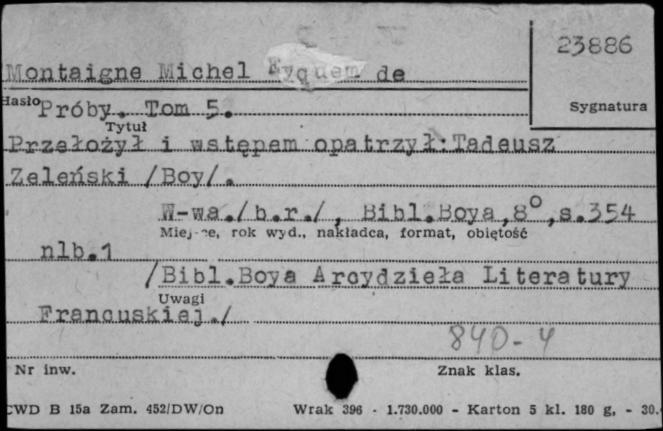 23886
Montaigne Michel Eyquem de
Hasło Próby. Tom 5.
Sygnatura
Tytuł
Przełożył i wstępem opatrzył:Tadeusz
Żeleński /Boy/.
W-wa./b.r./, Bibl.Boya,8°,s.354
Miejsce, rok wyd., nakładca, format, objętość
nlb.1
/Bibl.Boya Arcydzieła Literatury
Uwagi
Francuskiej./
840-4
Nr inw.
Znak klas.
CWD B 15a Zam. 452/DW/On Wrak 396 - 1.730.000 - Karton 5 kl. 180 g, - 30.